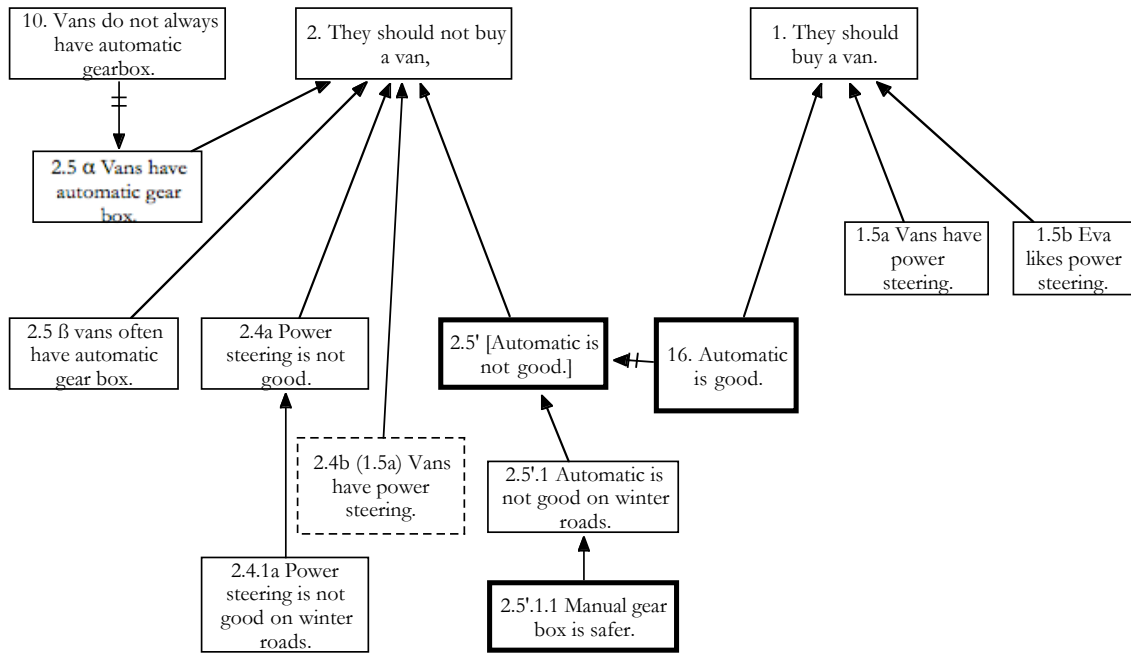 10. Vans do not always
have automatic
gearbox.
2. They should not buy
a van,
1. They should
buy a van.
2.5 α Vans have
automatic gear
box.
1.5a Vans have
power
steering.
1.5b Eva
likes power
steering.
2.5 ß vans often
have automatic
gear box.
2.4a Power
steering is not
good.
2.5' [Automatic is
not good.]
16. Automatic
is good.
2.4b (1.5a) Vans
have power
steering.
2.5'.1 Automatic is
not good on winter
roads.
2.4.1a Power
steering is not
good on winter
roads.
2.5'.1.1 Manual gear
box is safer.